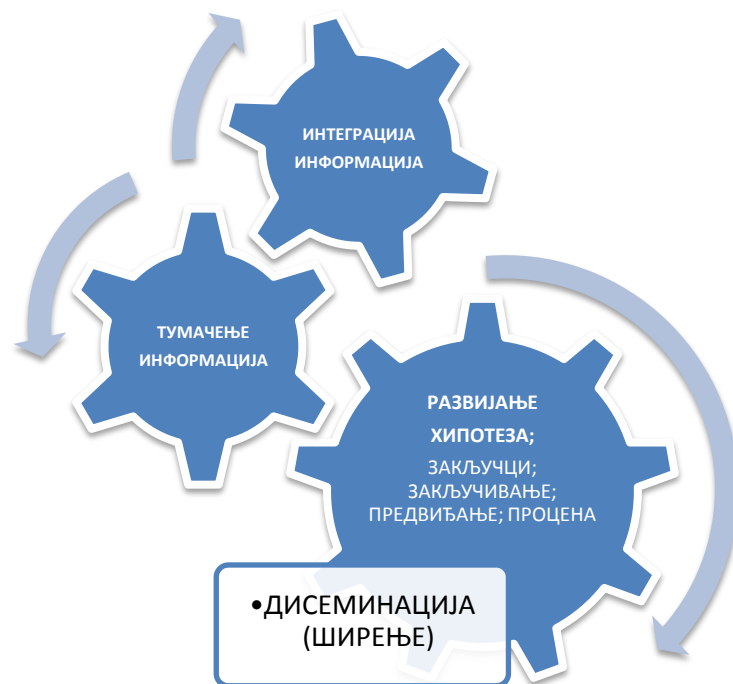 ИНТЕГРАЦИЈА
ИНФОРМАЦИЈА
ТУМАЧЕЊЕ
ИНФОРМАЦИЈА
РАЗВИЈАЊЕ
ХИПОТЕЗА;
ЗАКЉУЧЦИ;
ЗАКЉУЧИВАЊЕ;
ПРЕДВИЂАЊЕ; ПРОЦЕНА
•ДИСЕМИНАЦИЈА
(ШИРЕЊЕ)